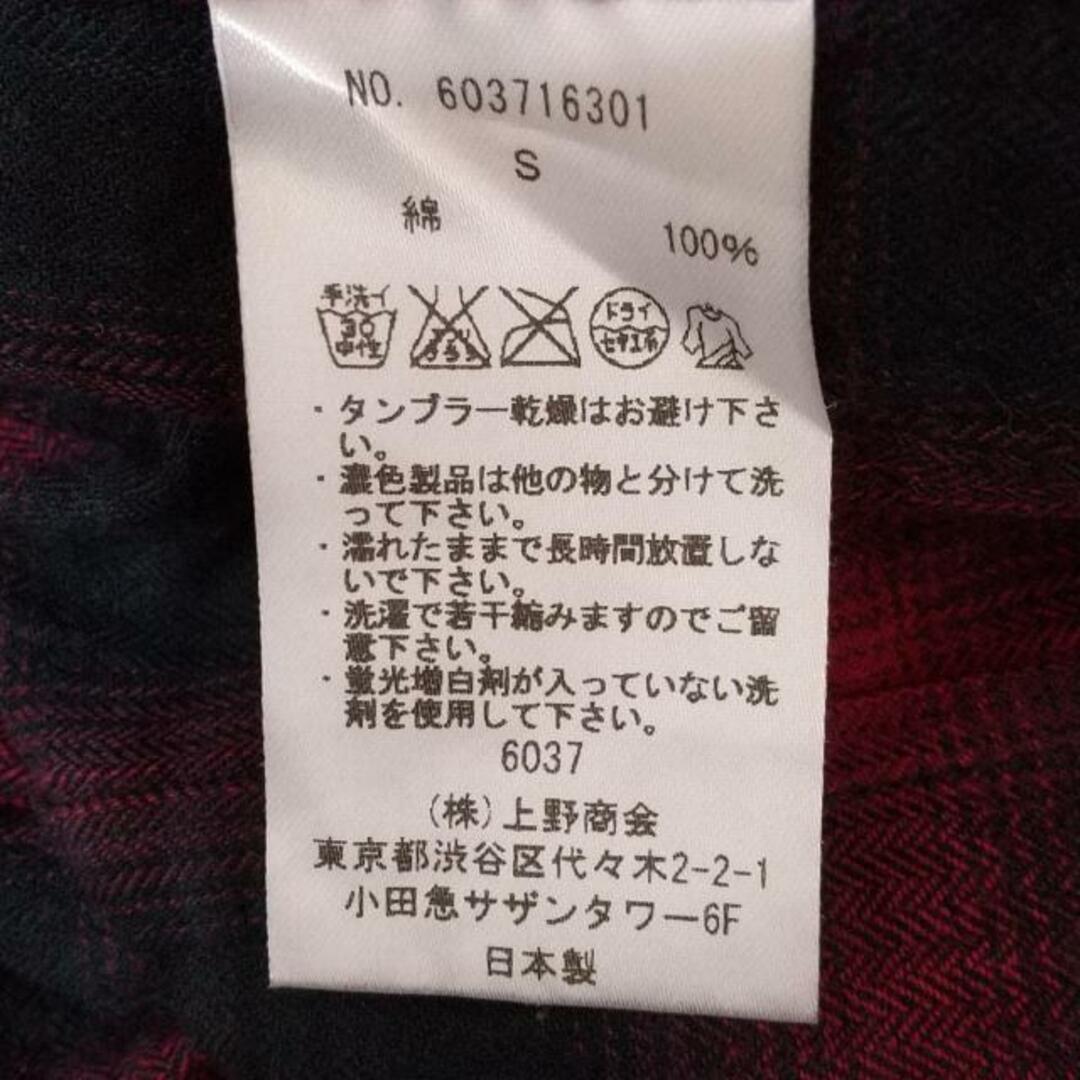 NO. 603716301
S
綿 100%
手洗イ
30
中性
エンソ
サラシ
ドライ
セキユ系
・タンブラー乾燥はお避け下さ
い。
・濃色製品は他の物と分けて洗
って下さい。
・濡れたままで長時間放置しな
いで下さい。
・洗濯で若干縮みますのでご留
意下さい。
・蛍光増白剤が入っていない洗
剤を使用して下さい。
6037
(株)上野商会
東京都渋谷区代々木2-2-1
小田急サザンタワー6F
日本製